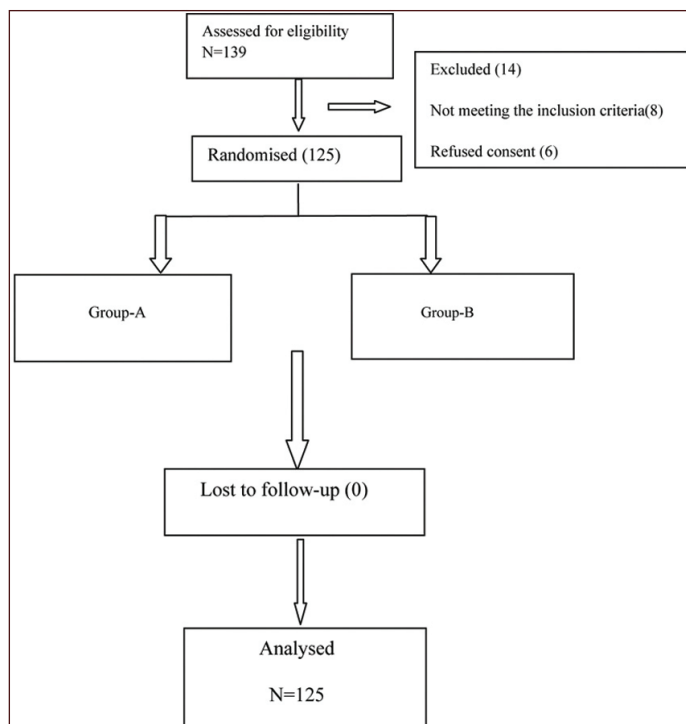 Assessed for eligibility
N=139
Excluded (14)
Not meeting the inclusion criteria(8)
Refused consent (6)
Randomised (125)
Group-A
Group-B
Lost to follow-up (0)
Analysed
N=125